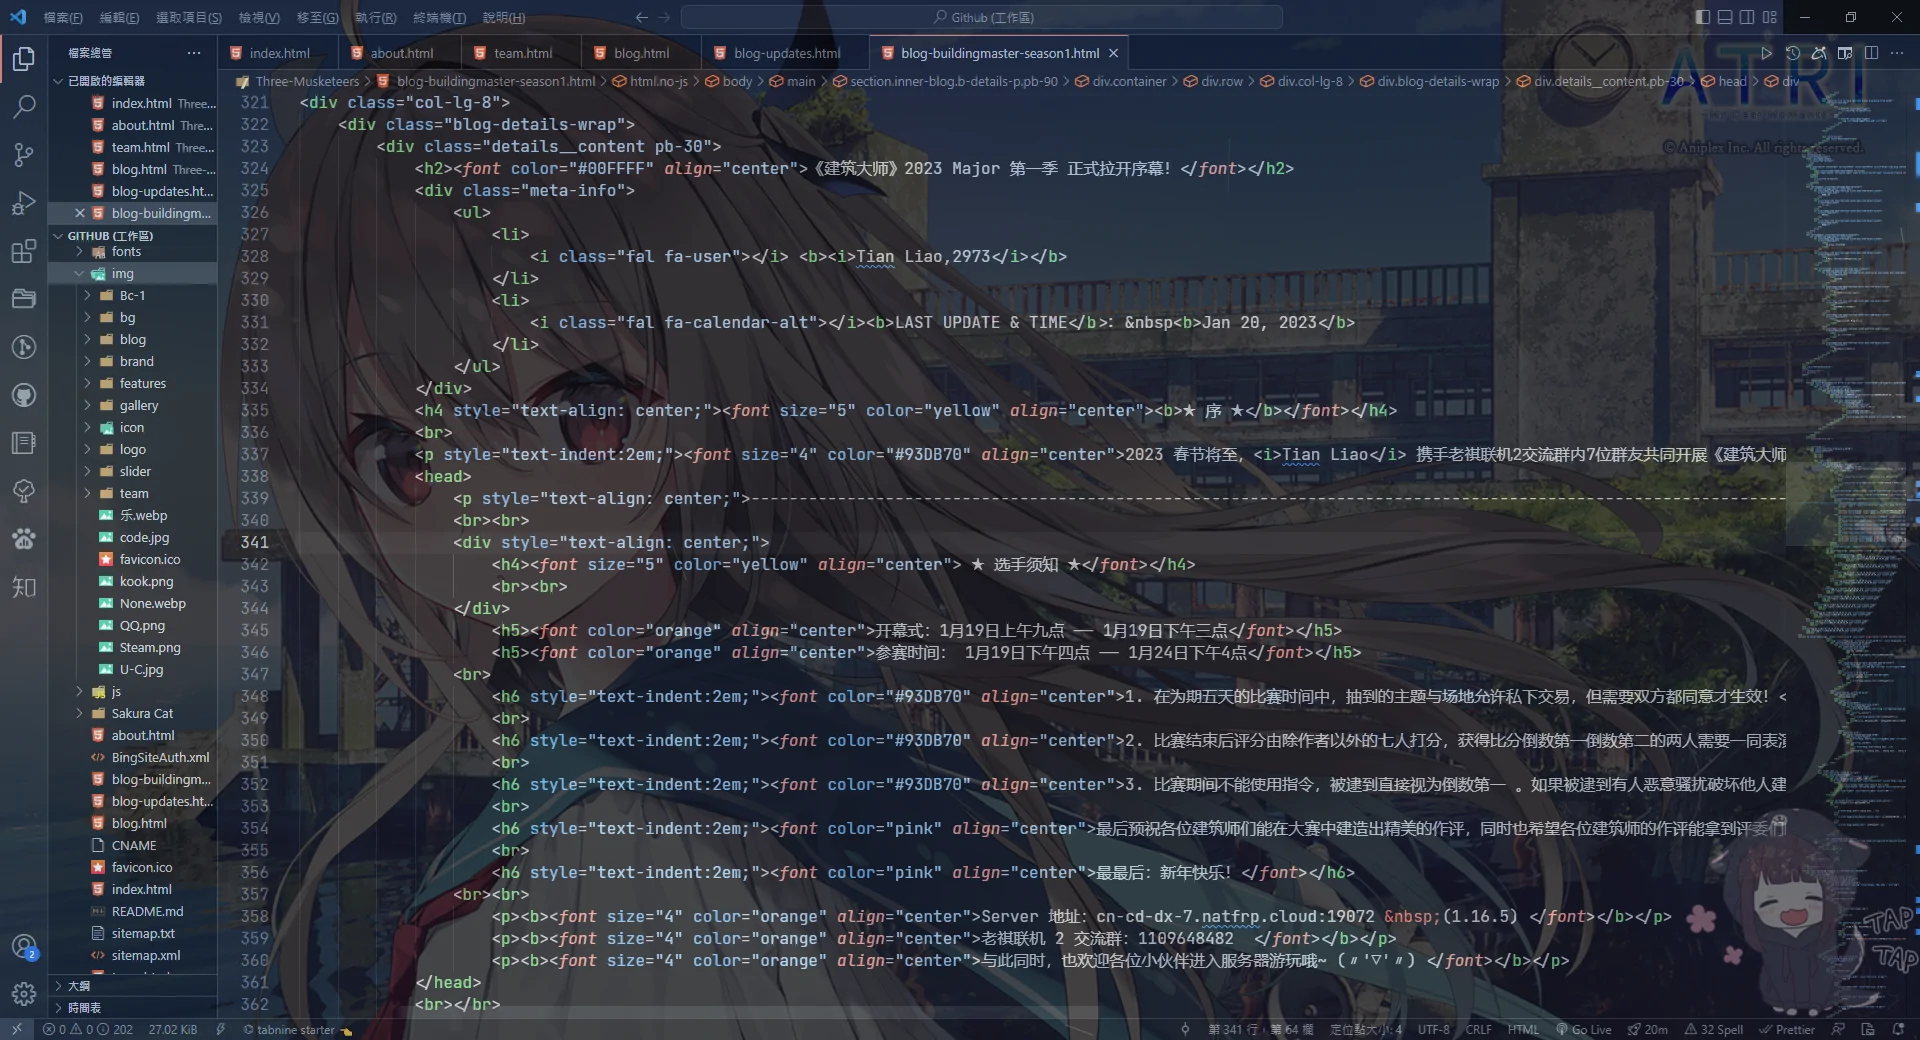 檔案(F) 編輯(E) 選取項目(S) 檢視(V) 移至(G) 執行(R) 終端機(T) 說明(H)
Github (工作區)
檔案總管
index.html about.html team.html blog.html blog-updates.html blog-buildingmaster-season1.html
Three-Musketeers > blog-buildingmaster-season1.html > html.no-js > body > main > section.inner-blog.b-details-p.pb-90 > div.container > div.row > div.col-lg-8 > div.blog-details-wrap > div.details__content.pb-30 > head > div
ATRI
© Aniplex Inc. All rights reserved.
已開啟的編輯器
index.html Three...
about.html Thre...
team.html Three...
blog.html Three-...
blog-updates.ht...
blog-buildingm...
GITHUB (工作區)
fonts
img
Bc-1
bg
blog
brand
features
gallery
icon
logo
slider
team
乐.webp
code.jpg
favicon.ico
kook.png
None.webp
QQ.png
Steam.png
U-C.jpg
js
Sakura Cat
about.html
BingSiteAuth.xml
blog-buildingm...
blog-updates.ht...
blog.html
CNAME
favicon.ico
index.html
README.md
sitemap.txt
sitemap.xml
大綱
時間表
321 <div class="col-lg-8">
322 <div class="blog-details-wrap">
323 <div class="details__content pb-30">
324 <h2><font color="#00FFFF" align="center">《建筑大师》2023 Major 第一季 正式拉开序幕! </font></h2>
325 <div class="meta-info">
326 <ul>
327 <li>
328 <i class="fal fa-user"></i> <b><i>Tian Liao,2973</i></b>
329 </li>
330 <li>
331 <i class="fal fa-calendar-alt"></i><b>LAST UPDATE & TIME</b>: &nbsp<b>Jan 20, 2023</b>
332 </li>
333 </ul>
334 </div>
335 <h4 style="text-align: center;"><font size="5" color="yellow" align="center"><b>★ 序 ★</b></font></h4>
336 <br>
337 <p style="text-indent:2em;"><font size="4" color="#93DB70" align="center">2023 春节将至, <i>Tian Liao</i> 携手老祺联机2交流群内7位群友共同开展《建筑大师
338 <head>
339 <p style="text-align: center;">------------------------------------------------------------
340 <br><br>
341 <div style="text-align: center;">
342 <h4><font size="5" color="yellow" align="center"> ★ 选手须知 ★</font></h4>
343 <br><br>
344 </div>
345 <h5><font color="orange" align="center">开幕式: 1月19日上午九点 —— 1月19日下午三点</font></h5>
346 <h5><font color="orange" align="center">参赛时间: 1月19日下午四点 —— 1月24日下午4点</font></h5>
347 <br>
348 <h6 style="text-indent:2em;"><font color="#93DB70" align="center">1. 在为期五天的比赛时间中, 抽到的主题与场地允许私下交易, 但需要双方都同意才生效! <
349 <br>
350 <h6 style="text-indent:2em;"><font color="#93DB70" align="center">2. 比赛结束后评分由除作者以外的七人打分, 获得比分倒数第一倒数第二的两人需要一同表演
351 <br>
352 <h6 style="text-indent:2em;"><font color="#93DB70" align="center">3. 比赛期间不能使用指令, 被逮到直接视为倒数第一 。如果被逮到有人恶意骚扰破坏他人建
353 <br>
354 <h6 style="text-indent:2em;"><font color="pink" align="center">最后预祝各位建筑师们能在大赛中建造出精美的作评, 同时也希望各位建筑师的作评能拿到评委们
355 <br>
356 <h6 style="text-indent:2em;"><font color="pink" align="center">最最后: 新年快乐! </font></h6>
357 <br><br>
358 <p><b><font size="4" color="orange" align="center">Server 地址: cn-cd-dx-7.natfrp.cloud:19072 &nbsp;(1.16.5) </font></b></p>
359 <p><b><font size="4" color="orange" align="center">老祺联机 2 交流群: 1109648482 </font></b></p>
360 <p><b><font size="4" color="orange" align="center">与此同时, 也欢迎各位小伙伴进入服务器游玩哦~ (〃'▽'〃) </font></b></p>
361 </head>
362 <br></br>
TAP
TAP
知
2
0 0 202 27.02 KiB tabnine starter 第 341 行, 第 64 欄 定位點大小: 4 UTF-8 CRLF HTML Go Live 20m 32 Spell Prettier